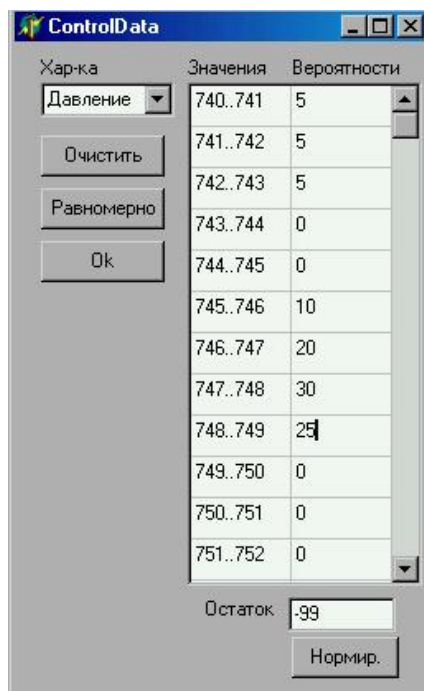 ControlData
Хар-ка Значения Вероятности
Давление
Очистить
Равномерно
Ok
740..741 5
741..742 5
742..743 5
743..744 0
744..745 0
745..746 10
746..747 20
747..748 30
748..749 25
749..750 0
750..751 0
751..752 0
Остаток -99
Нормир.